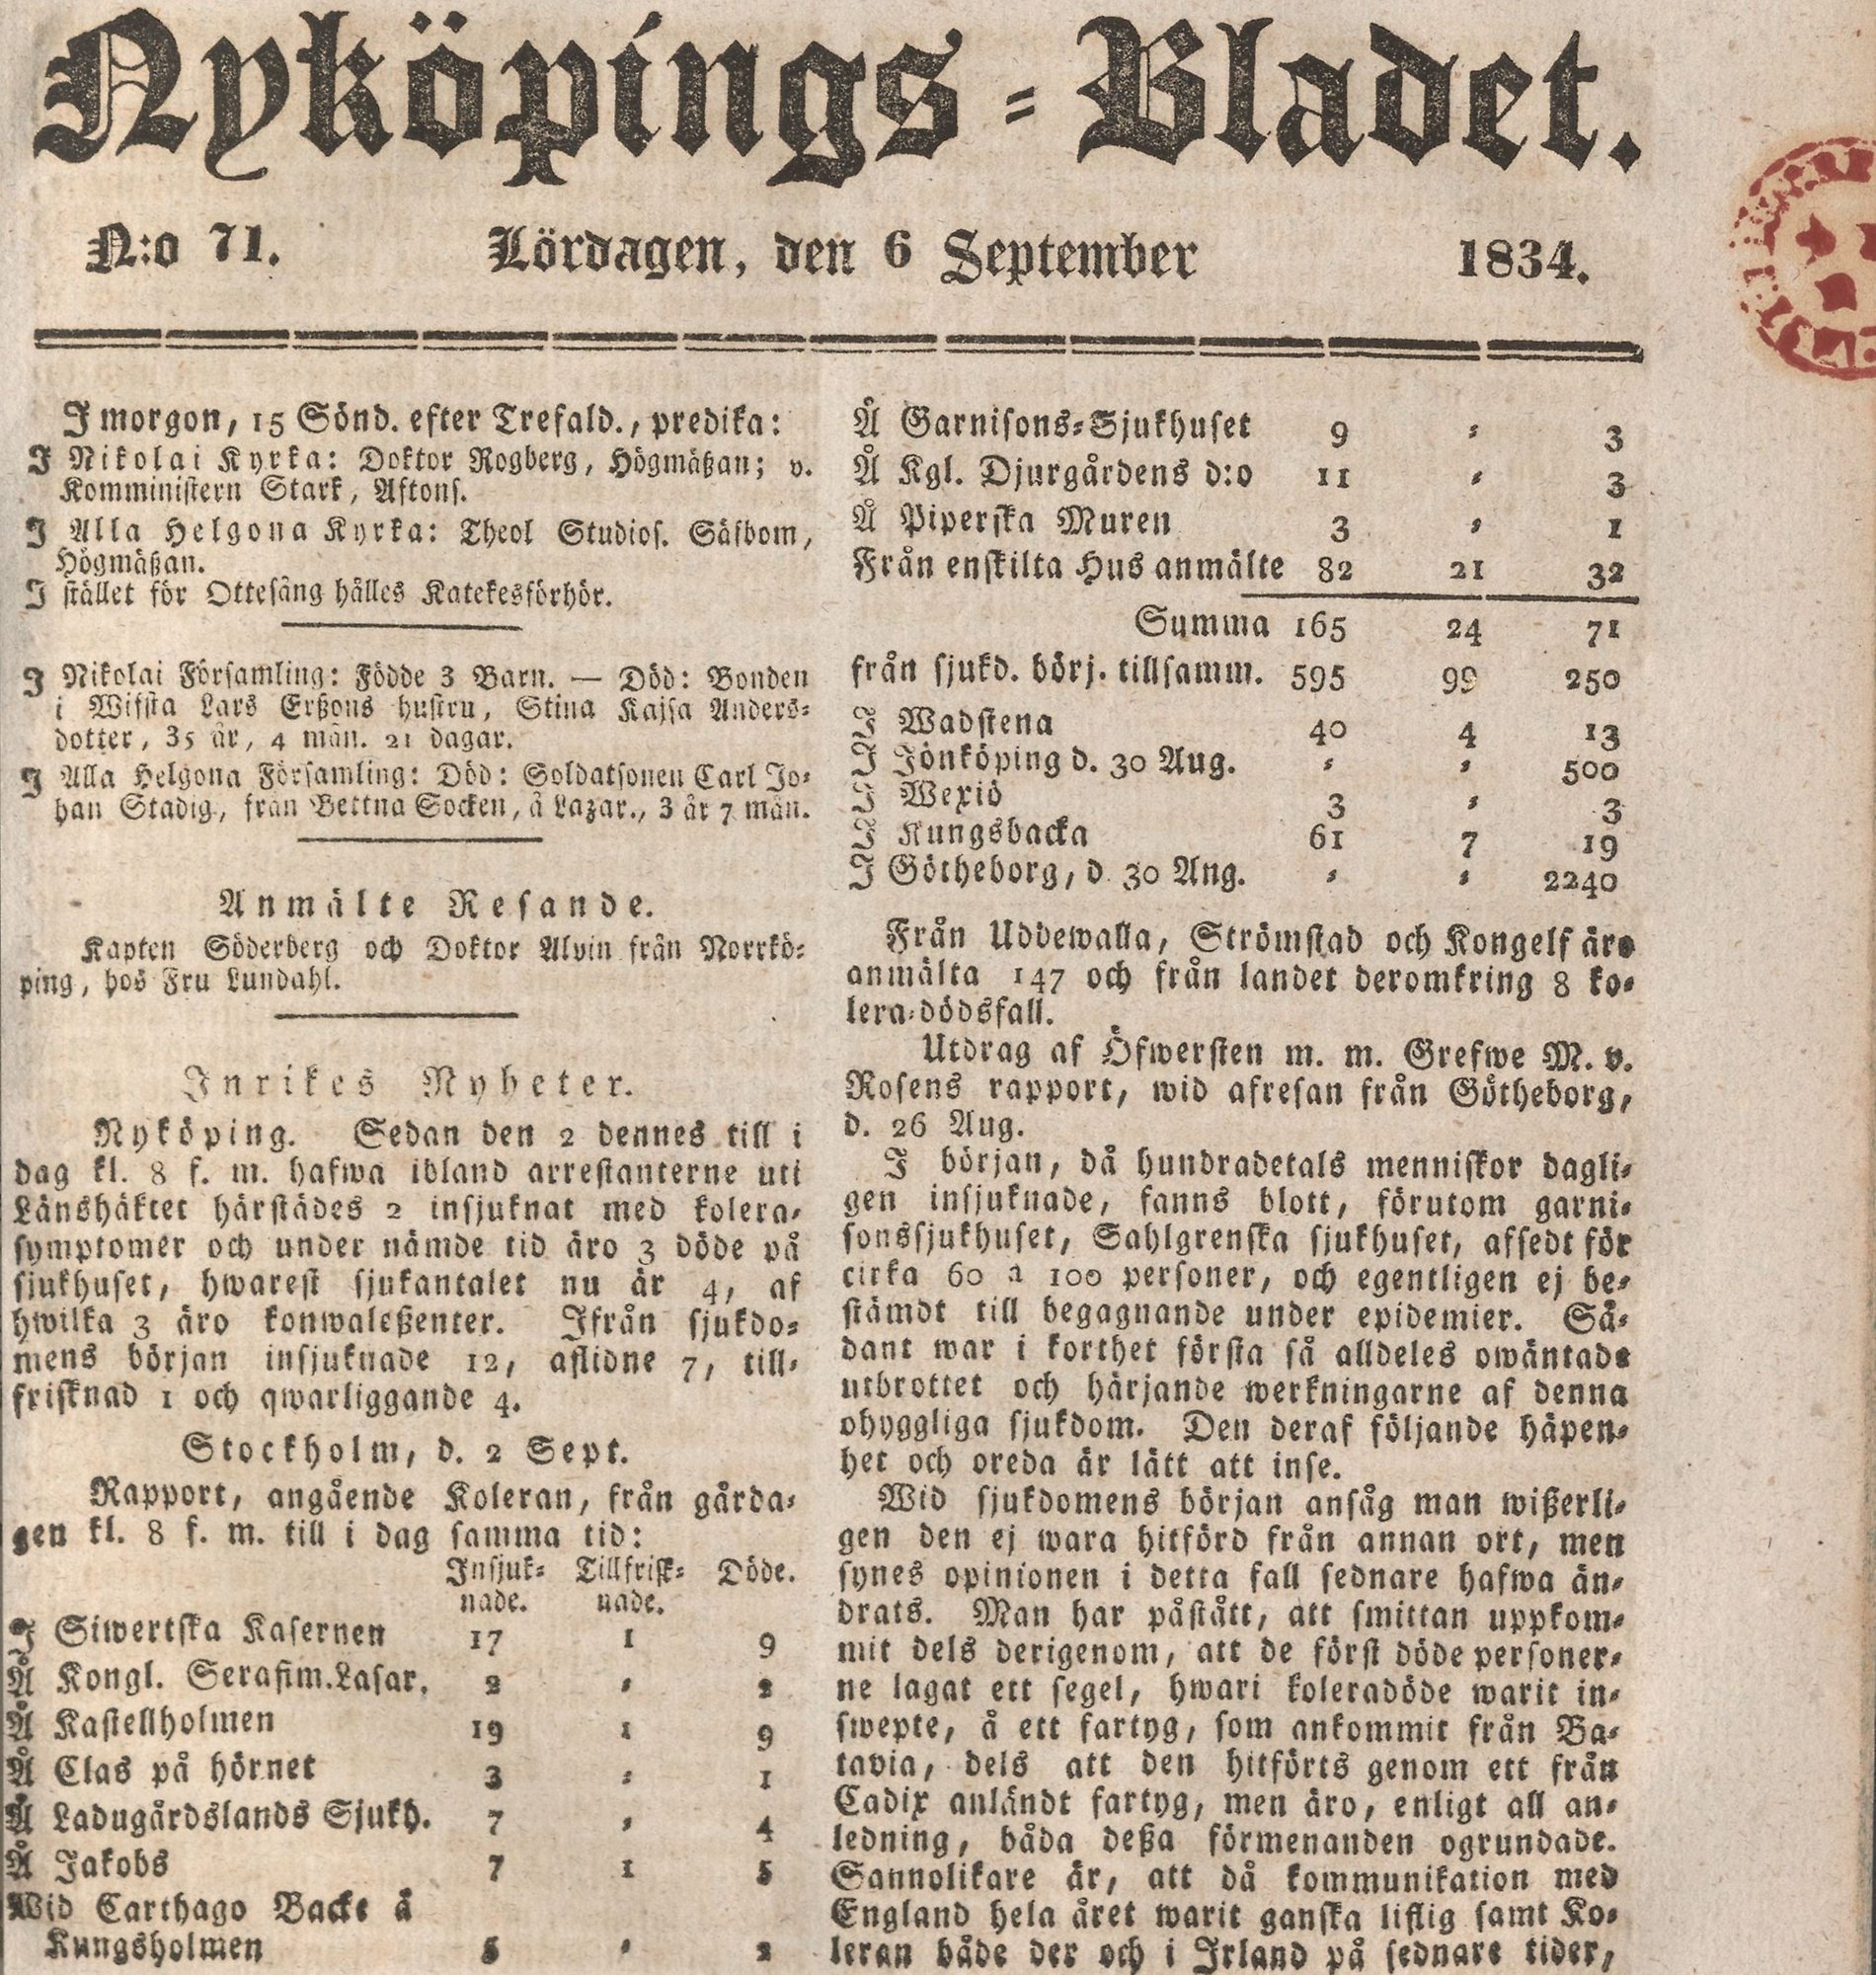 Nyköpings-Bladet.
N:o 71. Lördagen, den 6 September 1834.
I morgon, 15 Sönd. efter Trefald., predika:
I Nikolai Kyrka: Doktor Rogberg, Högmäßan; v.
Komministern Stark, Aftons.
I Alla Helgona Kyrka: Theol Studios. Säfbom,
Högmäßan.
I stället för Ottesång hålles Katekesförhör.
I Nikolai Församling: Födde 3 Barn. — Död: Bonden
i Wifsta Lars Erßons hustru, Stina Kajsa Anders-
dotter, 35 år, 4 mån. 21 dagar.
I Alla Helgona Församling: Död: Soldatsonen Carl Jo-
han Stadig, från Bettna Socken, å Lazar., 3 år 7 mån.
Anmälte Resande.
Kapten Söderberg och Doktor Alvin från Norrkö-
ping, hos Fru Lundahl.
Inrikes Nyheter.
Nyköping. Sedan den 2 dennes till i
dag kl. 8 f. m. hafwa ibland arrestanterne uti
Länshäktet härstädes 2 insjuknat med kolera-
symptomer och under nämde tid äro 3 döde på
sjukhuset, hwarest sjukantalet nu är 4, af
hwilka 3 äro konwaleßenter. Ifrån sjukdo-
mens början insjuknade 12, aflidne 7, till-
frisknad 1 och qwarliggande 4.
Stockholm, d. 2 Sept.
Rapport, angående Koleran, från gårda-
gen kl. 8 f. m. till i dag samma tid:
Insjuk- Tillfrisk- Döde.
nade. nade.
I Siwertska Kasernen 17 1 9
Å Kongl. Serafim.Lasar. 2 - 2
Å Kastellholmen 19 1 9
Å Clas på hörnet 3 - 1
Å Ladugårdslands Sjukh. 7 - 4
Å Jakobs 7 1 5
Wid Carthago Backe å
Kungsholmen 5 - 2
Å Garnisons-Sjukhuset 9 - 3
Å Kgl. Djurgårdens d:o 11 - 3
Å Piperska Muren 3 - 1
Från enskilta Hus anmälte 82 21 32
Summa 165 24 71
från sjukd. börj. tillsamm. 595 99 250
I Wadstena 40 4 13
I Jönköping d. 30 Aug. - - 500
I Wexiö 3 - 3
I Kungsbacka 61 7 19
I Götheborg, d 30 Ang. - - 2240
Från Uddewalla, Strömstad och Kongelf äro
anmälta 147 och från landet deromkring 8 ko-
lera-dödsfall.
Utdrag af Öfwersten m. m. Grefwe M. v.
Rosens rapport, wid afresan från Götheborg,
d. 26 Aug.
I början, då hundradetals menniskor dagli-
gen insjuknade, fanns blott, förutom garni-
sonssjukhuset, Sahlgrenska sjukhuset, afsedt för
cirka 60 a 100 personer, och egentligen ej be-
stämdt till begagnande under epidemier. Så-
dant war i korthet första så alldeles owäntade
utbrottet och härjande werkningarne af denna
ohyggliga sjukdom. Den deraf följande häpen-
het och oreda är lätt att inse.
Wid sjukdomens början ansåg man wißerli-
gen den ej wara hitförd från annan ort, men
synes opinionen i detta fall sednare hafwa än-
drats. Man har påstått, att smittan uppkom-
mit dels derigenom, att de först döde personer-
ne lagat ett segel, hwari koleradöde warit in-
swepte, å ett fartyg, som ankommit från Ba-
tavia, dels att den hitförts genom ett från
Cadix anländt fartyg, men äro, enligt all an-
ledning, båda deßa förmenanden ogrundade.
Sannolikare är, att då kommunikation med
England hela året warit ganska liflig samt Ko-
leran både der och i Irland på sednare tider,